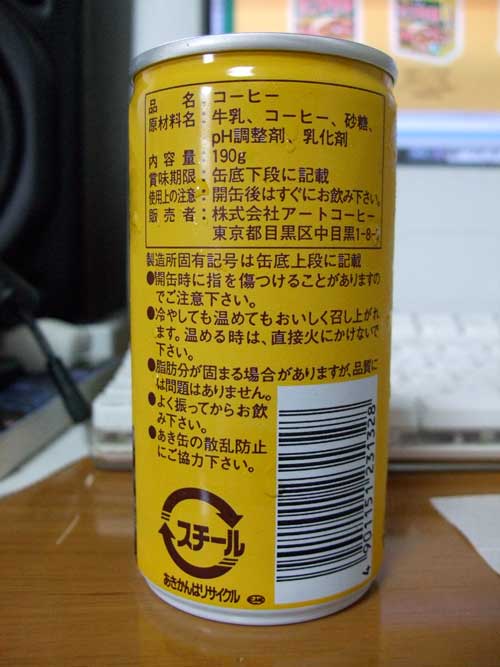 品名：コーヒー
原材料名：牛乳、コーヒー、砂糖、
pH調整剤、乳化剤
内容量：190g
賞味期限：缶底下段に記載
使用上の注意：開缶後はすぐにお飲み下さい。
販売者：株式会社アートコーヒー
東京都目黒区中目黒1-8-
製造所固有記号は缶底上段に記載
●開缶時に指を傷つけることがありますの
でご注意下さい。
●冷やしても温めてもおいしく召し上がれ
ます。温める時は、直接火にかけないで
下さい。
●脂肪分が固まる場合がありますが、品質に
は問題はありません。
●よく振ってからお飲
み下さい。
●あき缶の散乱防止
にご協力下さい。
スチール
あきかんはリサイクル
4901151231328